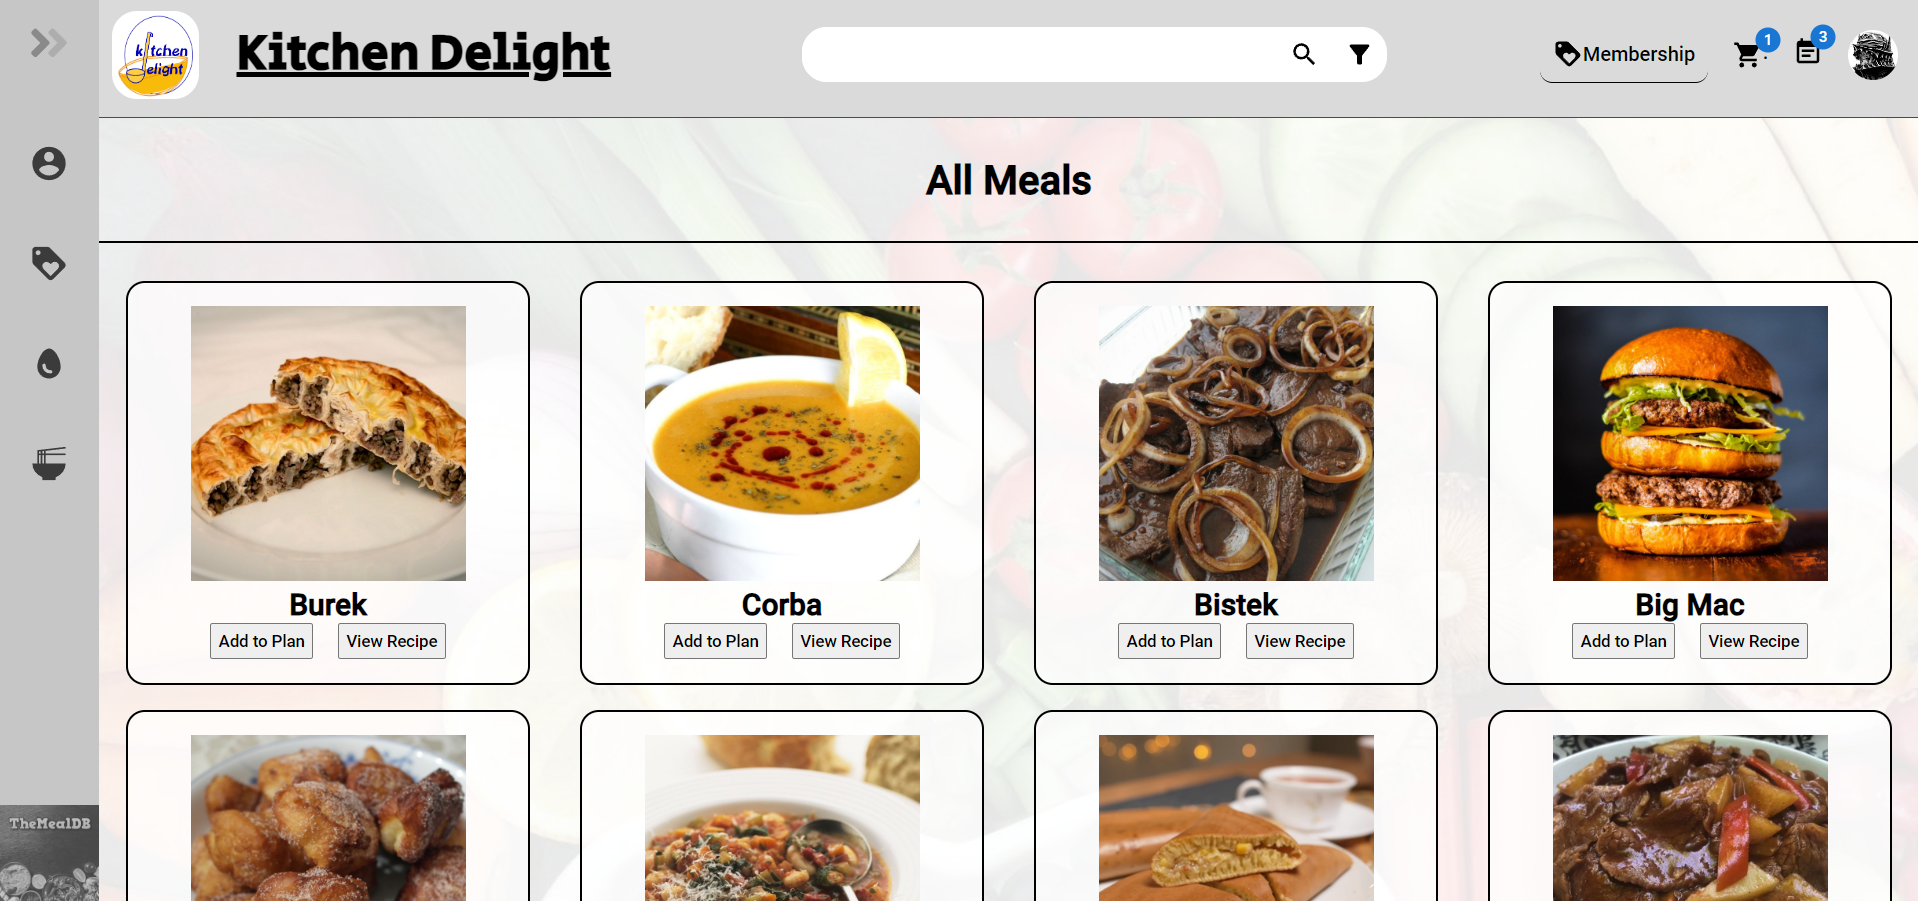 kitchen
elight
Kitchen Delight
Membership
1
3
All Meals
Burek
Add to Plan
View Recipe
Corba
Add to Plan
View Recipe
Bistek
Add to Plan
View Recipe
Big Mac
Add to Plan
View Recipe
TheMealDB